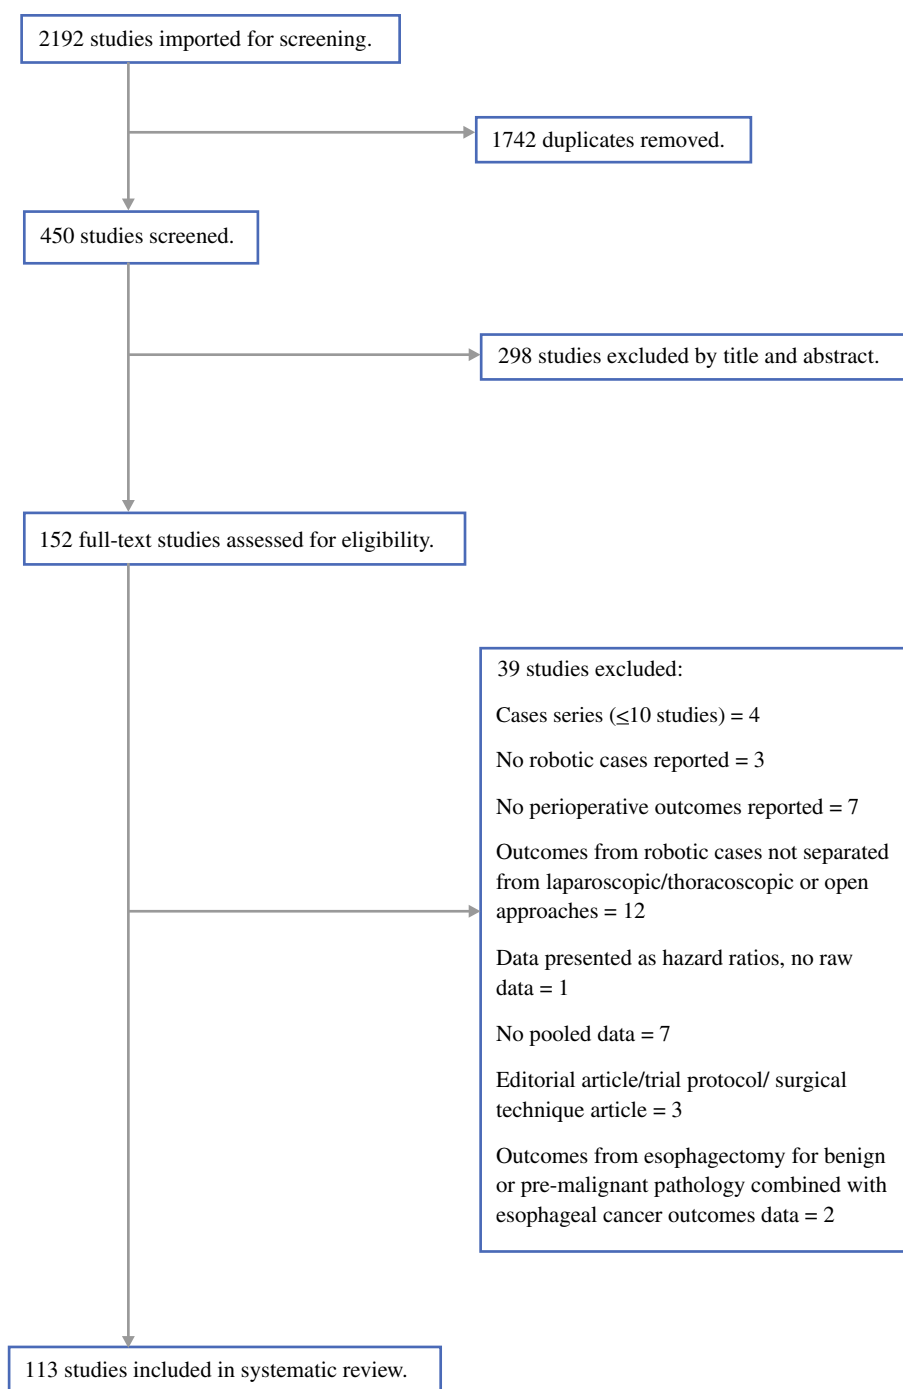 2192 studies imported for screening.
1742 duplicates removed.
450 studies screened.
298 studies excluded by title and abstract.
152 full-text studies assessed for eligibility.
39 studies excluded:
Cases series (≤10 studies) = 4
No robotic cases reported = 3
No perioperative outcomes reported = 7
Outcomes from robotic cases not separated
from laparoscopic/thoracoscopic or open
approaches = 12
Data presented as hazard ratios, no raw
data = 1
No pooled data = 7
Editorial article/trial protocol/ surgical
technique article = 3
Outcomes from esophagectomy for benign
or pre-malignant pathology combined with
esophageal cancer outcomes data = 2
113 studies included in systematic review.